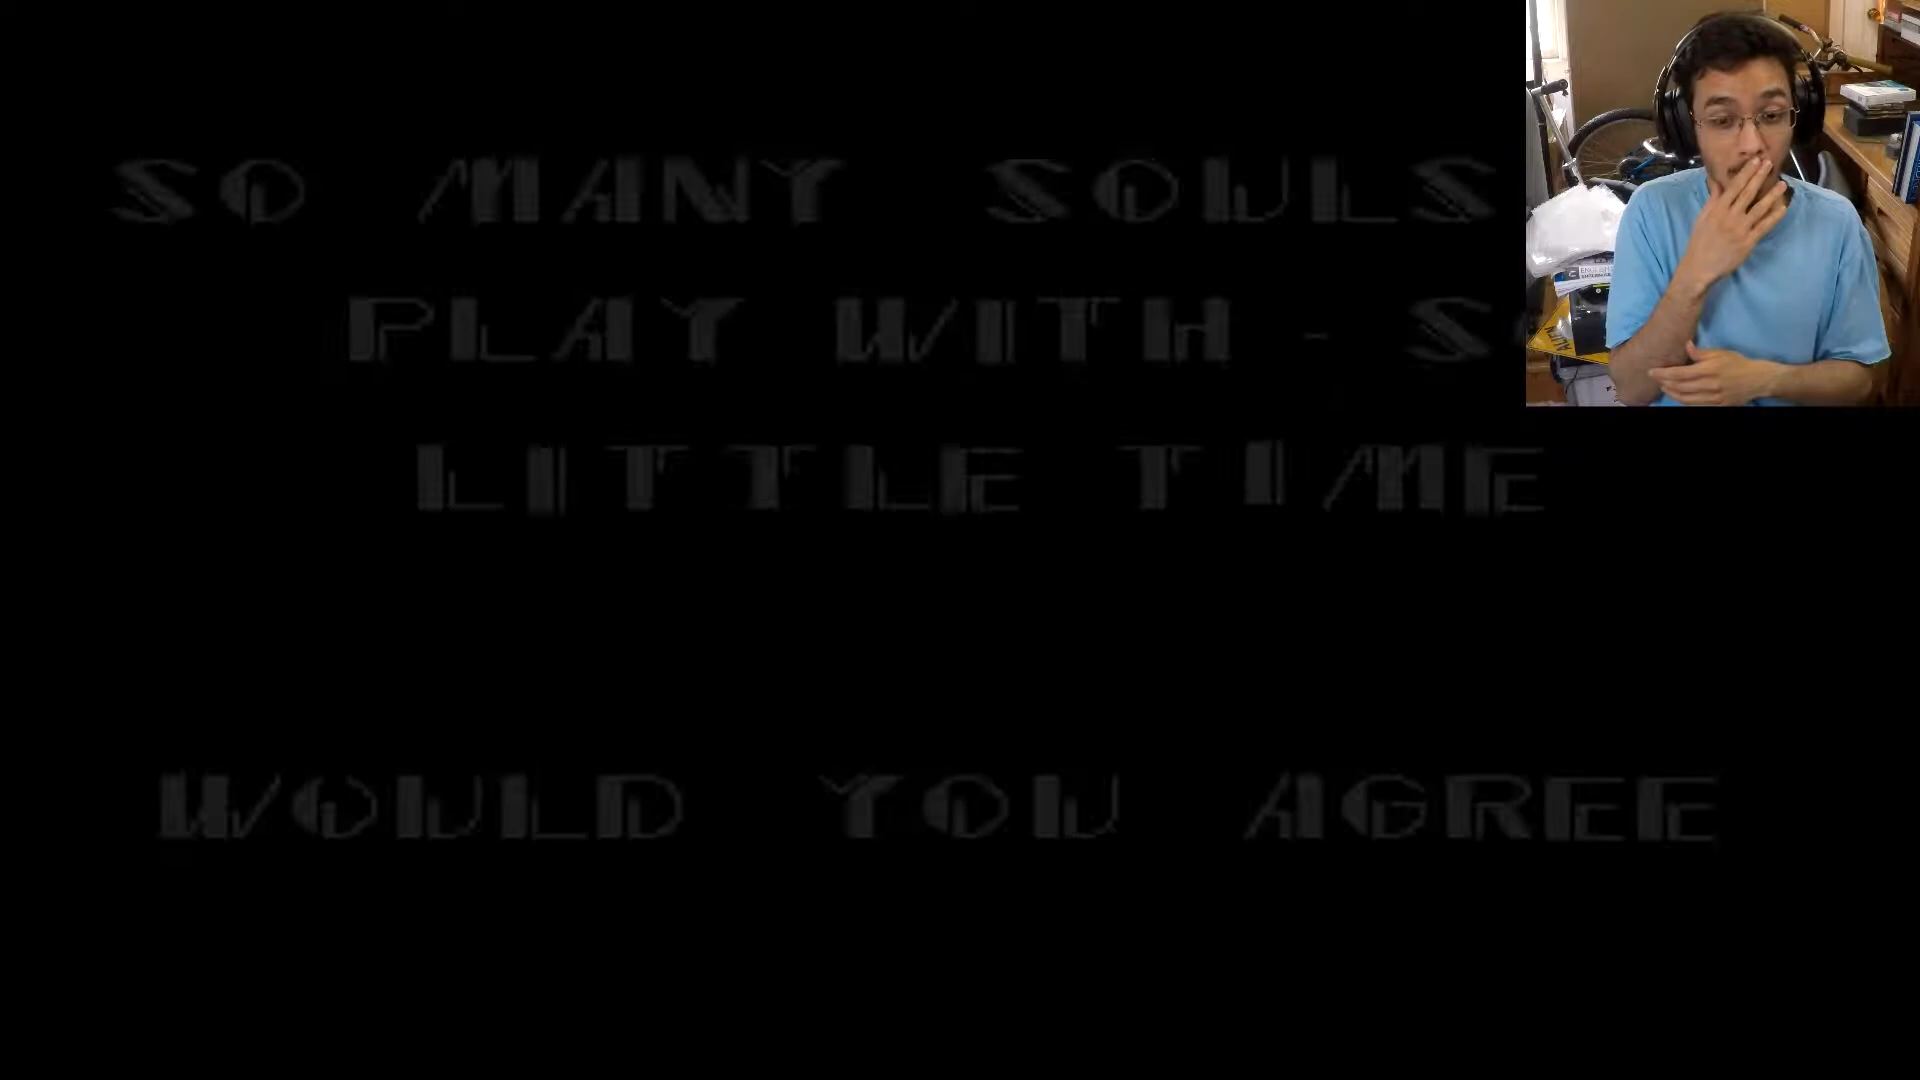 SO MANY SOULS
PLAY WITH - S
LITTLE TIME
WOULD YOU AGREE